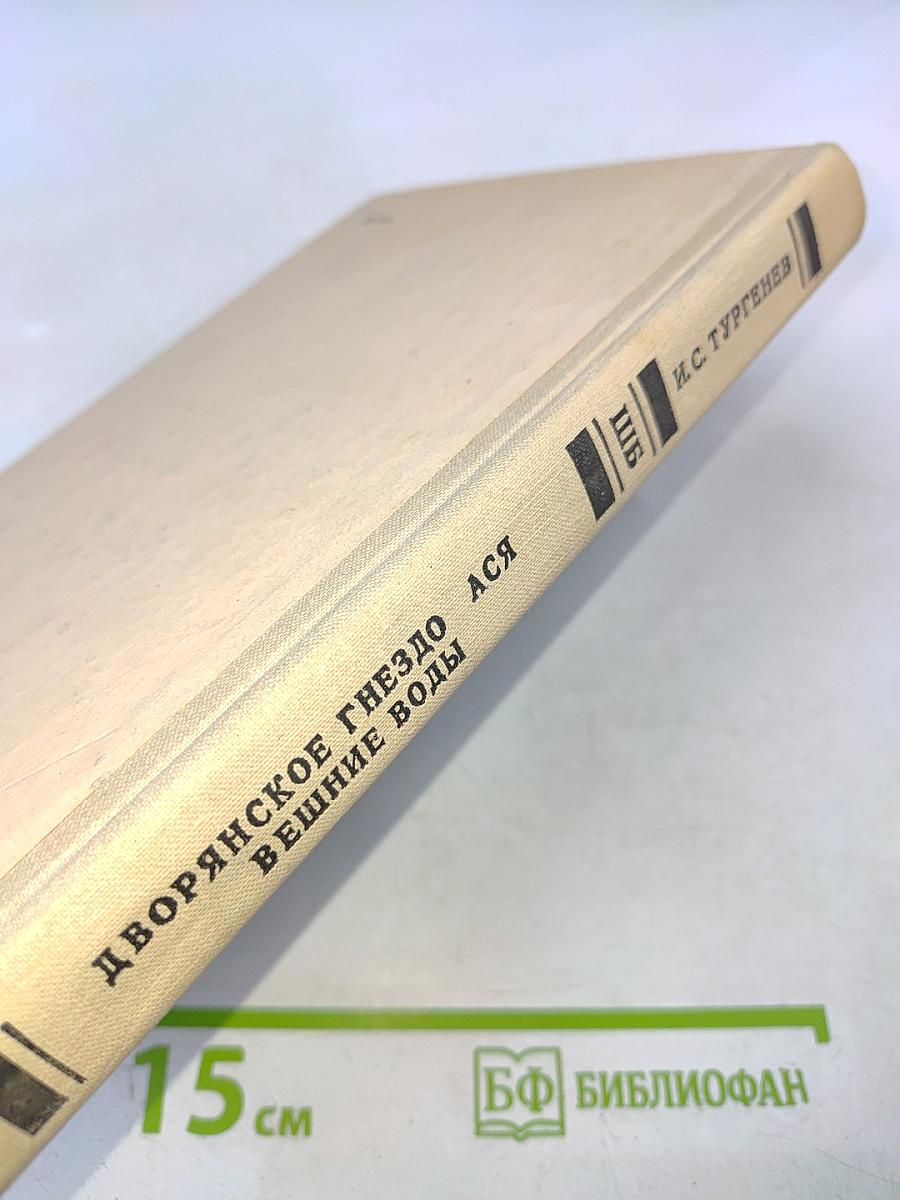 И. С. ТУРГЕНЕВ
ШБ
ДВОРЯНСКОЕ ГНЕЗДО АСЯ
ВЕШНИЕ ВОДЫ
15 см
БФ БИБЛИОФАН